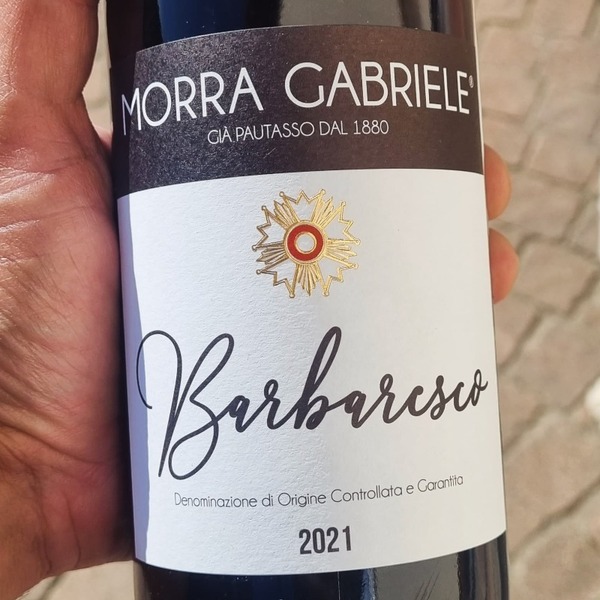 MORRA GABRIELE®
GIÀ PAUTASSO DAL 1880
Barbaresco
Denominazione di Origine Controllata e Garantita
2021